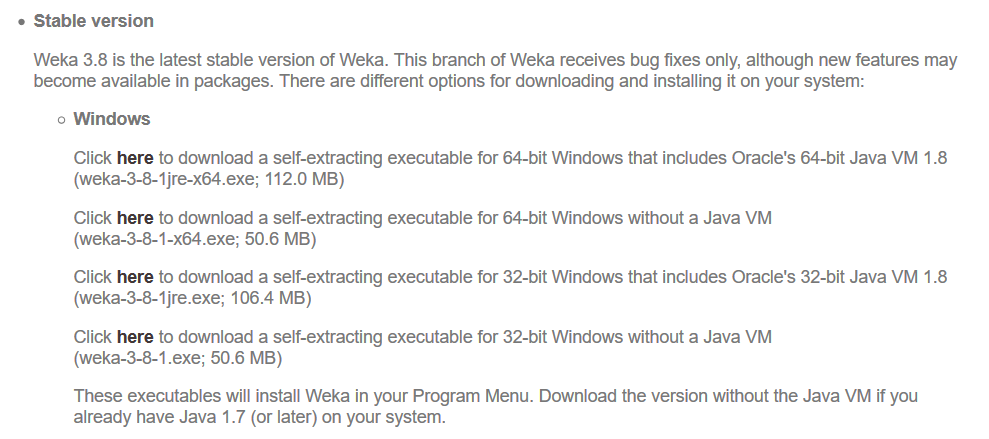 Stable version
Weka 3.8 is the latest stable version of Weka. This branch of Weka receives bug fixes only, although new features may
become available in packages. There are different options for downloading and installing it on your system:
Windows
Click here to download a self-extracting executable for 64-bit Windows that includes Oracle's 64-bit Java VM 1.8
(weka-3-8-1jre-x64.exe; 112.0 MB)
Click here to download a self-extracting executable for 64-bit Windows without a Java VM
(weka-3-8-1-x64.exe; 50.6 MB)
Click here to download a self-extracting executable for 32-bit Windows that includes Oracle's 32-bit Java VM 1.8
(weka-3-8-1jre.exe; 106.4 MB)
Click here to download a self-extracting executable for 32-bit Windows without a Java VM
(weka-3-8-1.exe; 50.6 MB)
These executables will install Weka in your Program Menu. Download the version without the Java VM if you
already have Java 1.7 (or later) on your system.